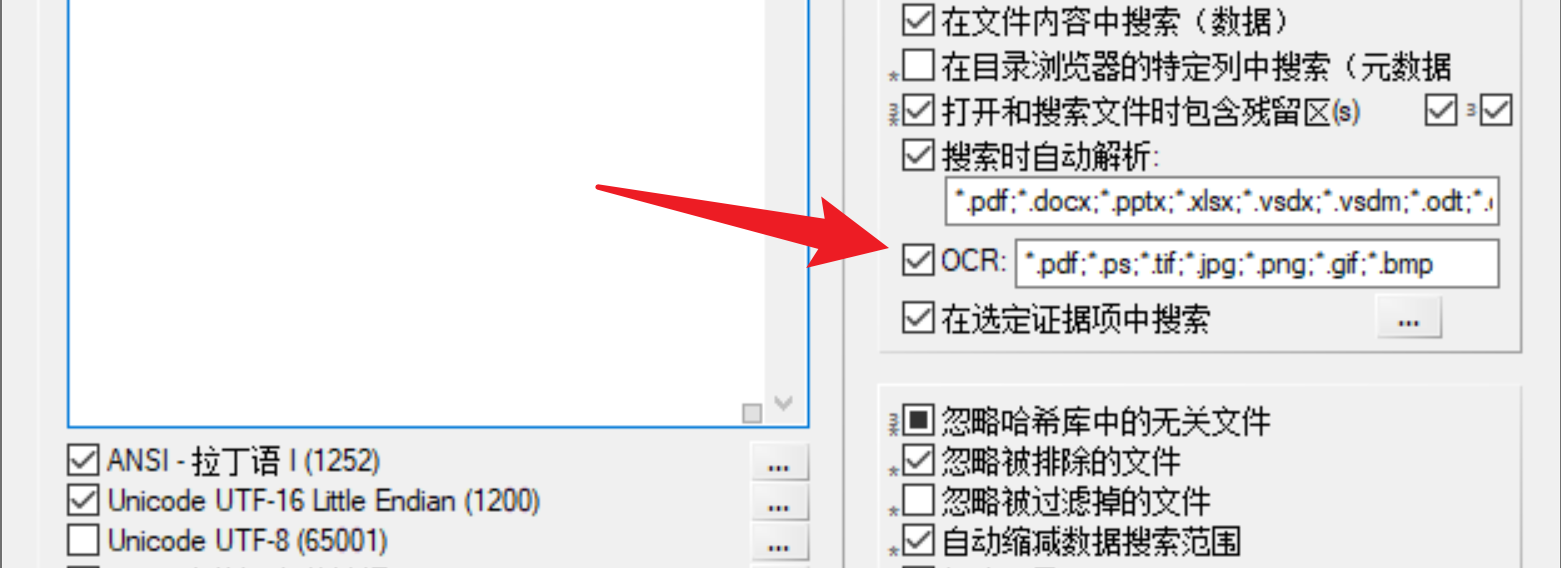 在文件内容中搜索（数据）
在目录浏览器的特定列中搜索（元数据
打开和搜索文件时包含残留区(s)
搜索时自动解析:
*.pdf;*.docx;*.pptx;*.xlsx;*.vsdx;*.vsdm;*.odt;*.
OCR: *.pdf;*.ps;*.tif;*.jpg;*.png;*.gif;*.bmp
在选定证据项中搜索 ...
ANSI - 拉丁语 I (1252) ...
Unicode UTF-16 Little Endian (1200) ...
Unicode UTF-8 (65001) ...
忽略哈希库中的无关文件
忽略被排除的文件
忽略被过滤掉的文件
自动缩减数据搜索范围